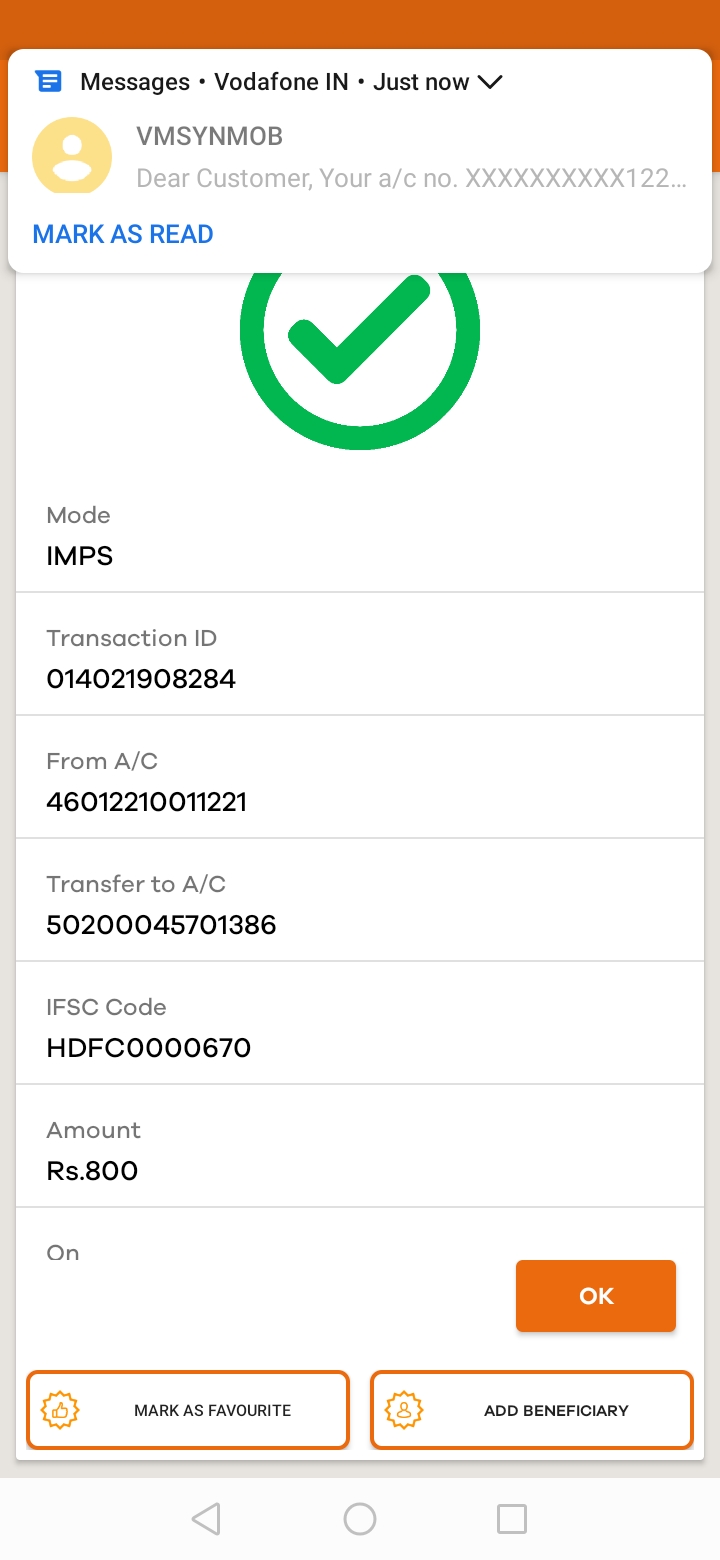 Messages • Vodafone IN • Just now
VMSYNMOB
Dear Customer, Your a/c no. XXXXXXXXXX122...
MARK AS READ
Mode
IMPS
Transaction ID
014021908284
From A/C
46012210011221
Transfer to A/C
50200045701386
IFSC Code
HDFC0000670
Amount
Rs.800
On
OK
MARK AS FAVOURITE
ADD BENEFICIARY